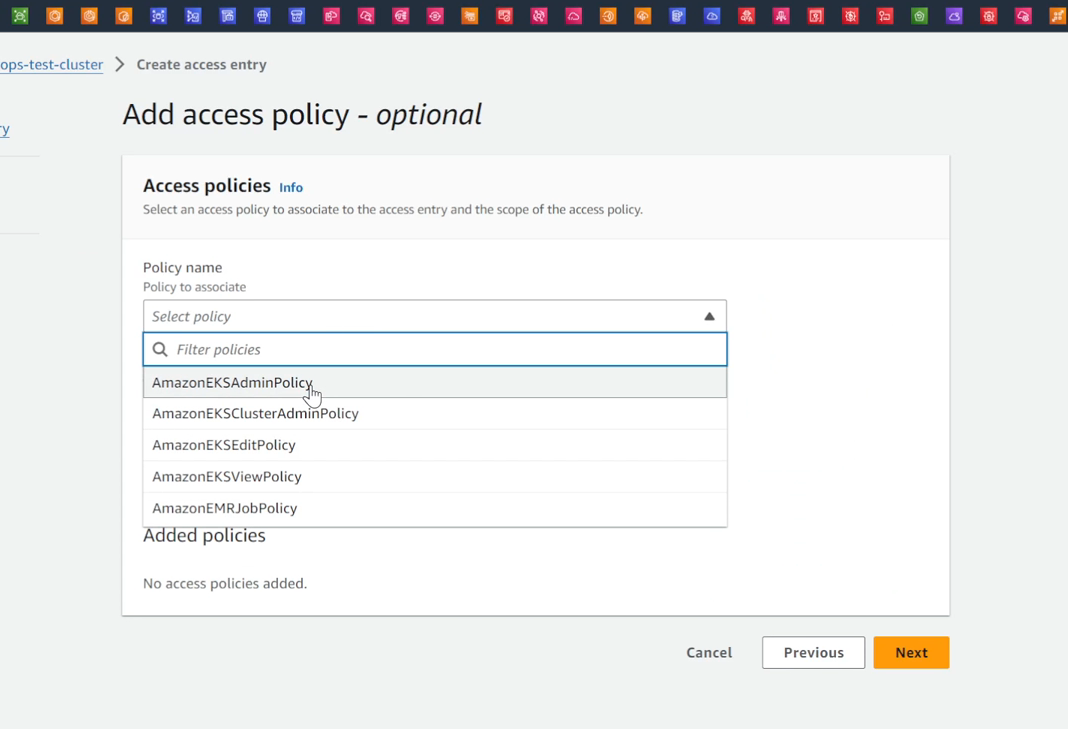 ops-test-cluster > Create access entry
ry
Add access policy - optional
Access policies Info
Select an access policy to associate to the access entry and the scope of the access policy.
Policy name
Policy to associate
Select policy
Filter policies
AmazonEKSAdminPolicy
AmazonEKSClusterAdminPolicy
AmazonEKSEditPolicy
AmazonEKSViewPolicy
AmazonEMRJobPolicy
Added policies
No access policies added.
Cancel Previous Next